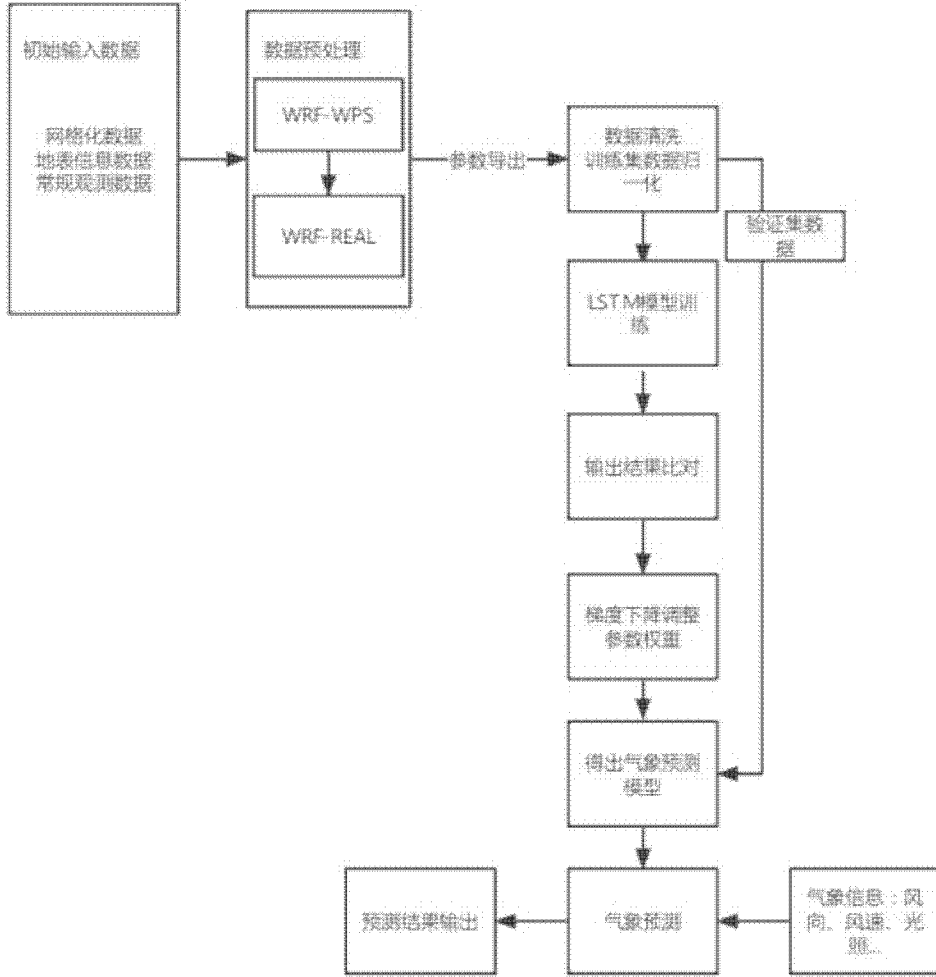 初始输入数据
网格化数据
地表信息数据
常规观测数据
数据预处理
WRF-WPS
WRF-REAL
参数导出
数据清洗
训练集数据归
一化
验证集数
据
LSTM模型训
练
输出结果比对
梯度下降调整
参数权重
得出气象预测
模型
气象预测
预测结果输出
气象信息：风
向、风速、光
照...